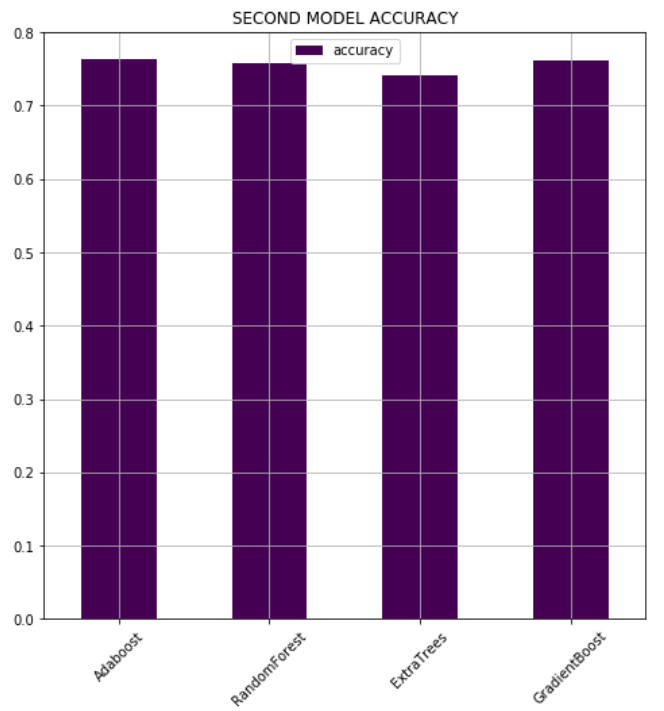 SECOND MODEL ACCURACY
accuracy
0.8
0.7
0.6
0.5
0.4
0.3
0.2
0.1
0.0
Adaboost
RandomForest
ExtraTrees
GradientBoost